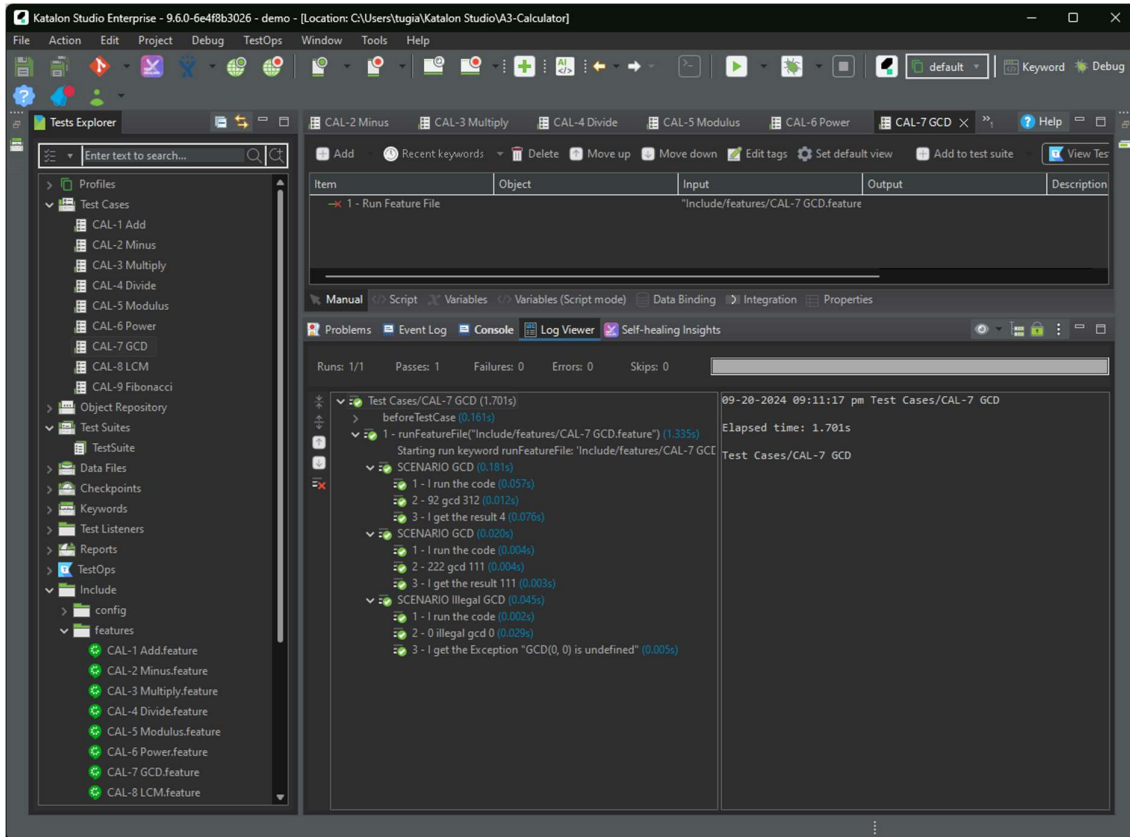 Katalon Studio Enterprise - 9.6.0-6e4f8b3026 - demo - [Location: C:\Users\tugia\Katalon Studio\A3-Calculator]
File Action Edit Project Debug TestOps Window Tools Help
AI
default
Keyword
Debug
Tests Explorer
Enter text to search...
Profiles
Test Cases
CAL-1 Add
CAL-2 Minus
CAL-3 Multiply
CAL-4 Divide
CAL-5 Modulus
CAL-6 Power
CAL-7 GCD
CAL-8 LCM
CAL-9 Fibonacci
Object Repository
Test Suites
TestSuite
Data Files
Checkpoints
Keywords
Test Listeners
Reports
TestOps
Include
config
features
CAL-1 Add.feature
CAL-2 Minus.feature
CAL-3 Multiply.feature
CAL-4 Divide.feature
CAL-5 Modulus.feature
CAL-6 Power.feature
CAL-7 GCD.feature
CAL-8 LCM.feature
CAL-2 Minus CAL-3 Multiply CAL-4 Divide CAL-5 Modulus CAL-6 Power CAL-7 GCD »1 Help
Add Recent keywords Delete Move up Move down Edit tags Set default view Add to test suite View Tes
Item Object Input Output Description
1 - Run Feature File "Include/features/CAL-7 GCD.feature
Manual Script Variables Variables (Script mode) Data Binding Integration Properties
Problems Event Log Console Log Viewer Self-healing Insights
Runs: 1/1 Passes: 1 Failures: 0 Errors: 0 Skips: 0
Test Cases/CAL-7 GCD (1.701s)
beforeTestCase (0.161s)
1 - runFeatureFile("Include/features/CAL-7 GCD.feature") (1.335s)
Starting run keyword runFeatureFile: 'Include/features/CAL-7 GCD
SCENARIO GCD (0.181s)
1 - I run the code (0.057s)
2 - 92 gcd 312 (0.012s)
3 - I get the result 4 (0.076s)
SCENARIO GCD (0.020s)
1 - I run the code (0.004s)
2 - 222 gcd 111 (0.004s)
3 - I get the result 111 (0.003s)
SCENARIO Illegal GCD (0.045s)
1 - I run the code (0.002s)
2 - 0 illegal gcd 0 (0.029s)
3 - I get the Exception "GCD(0, 0) is undefined" (0.005s)
09-20-2024 09:11:17 pm Test Cases/CAL-7 GCD
Elapsed time: 1.701s
Test Cases/CAL-7 GCD